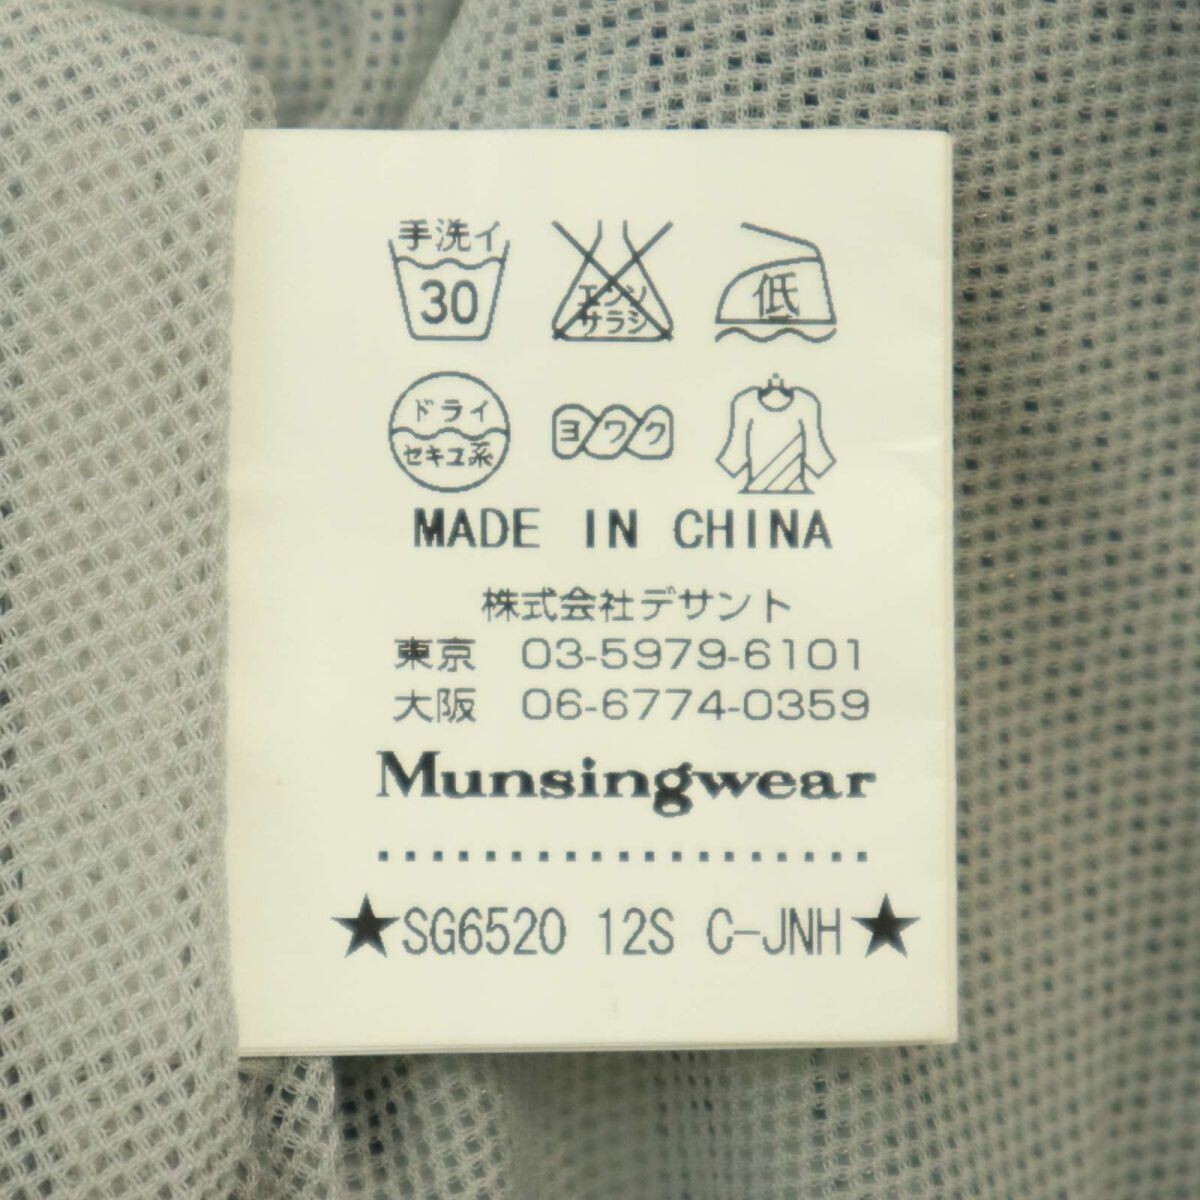 手洗イ
30
エンソ
サラシ
低
ドライ
セキユ系
ヨワク
MADE IN CHINA
株式会社デサント
東京 03-5979-6101
大阪 06-6774-0359
Munsingwear
★SG6520 12S C-JNH★